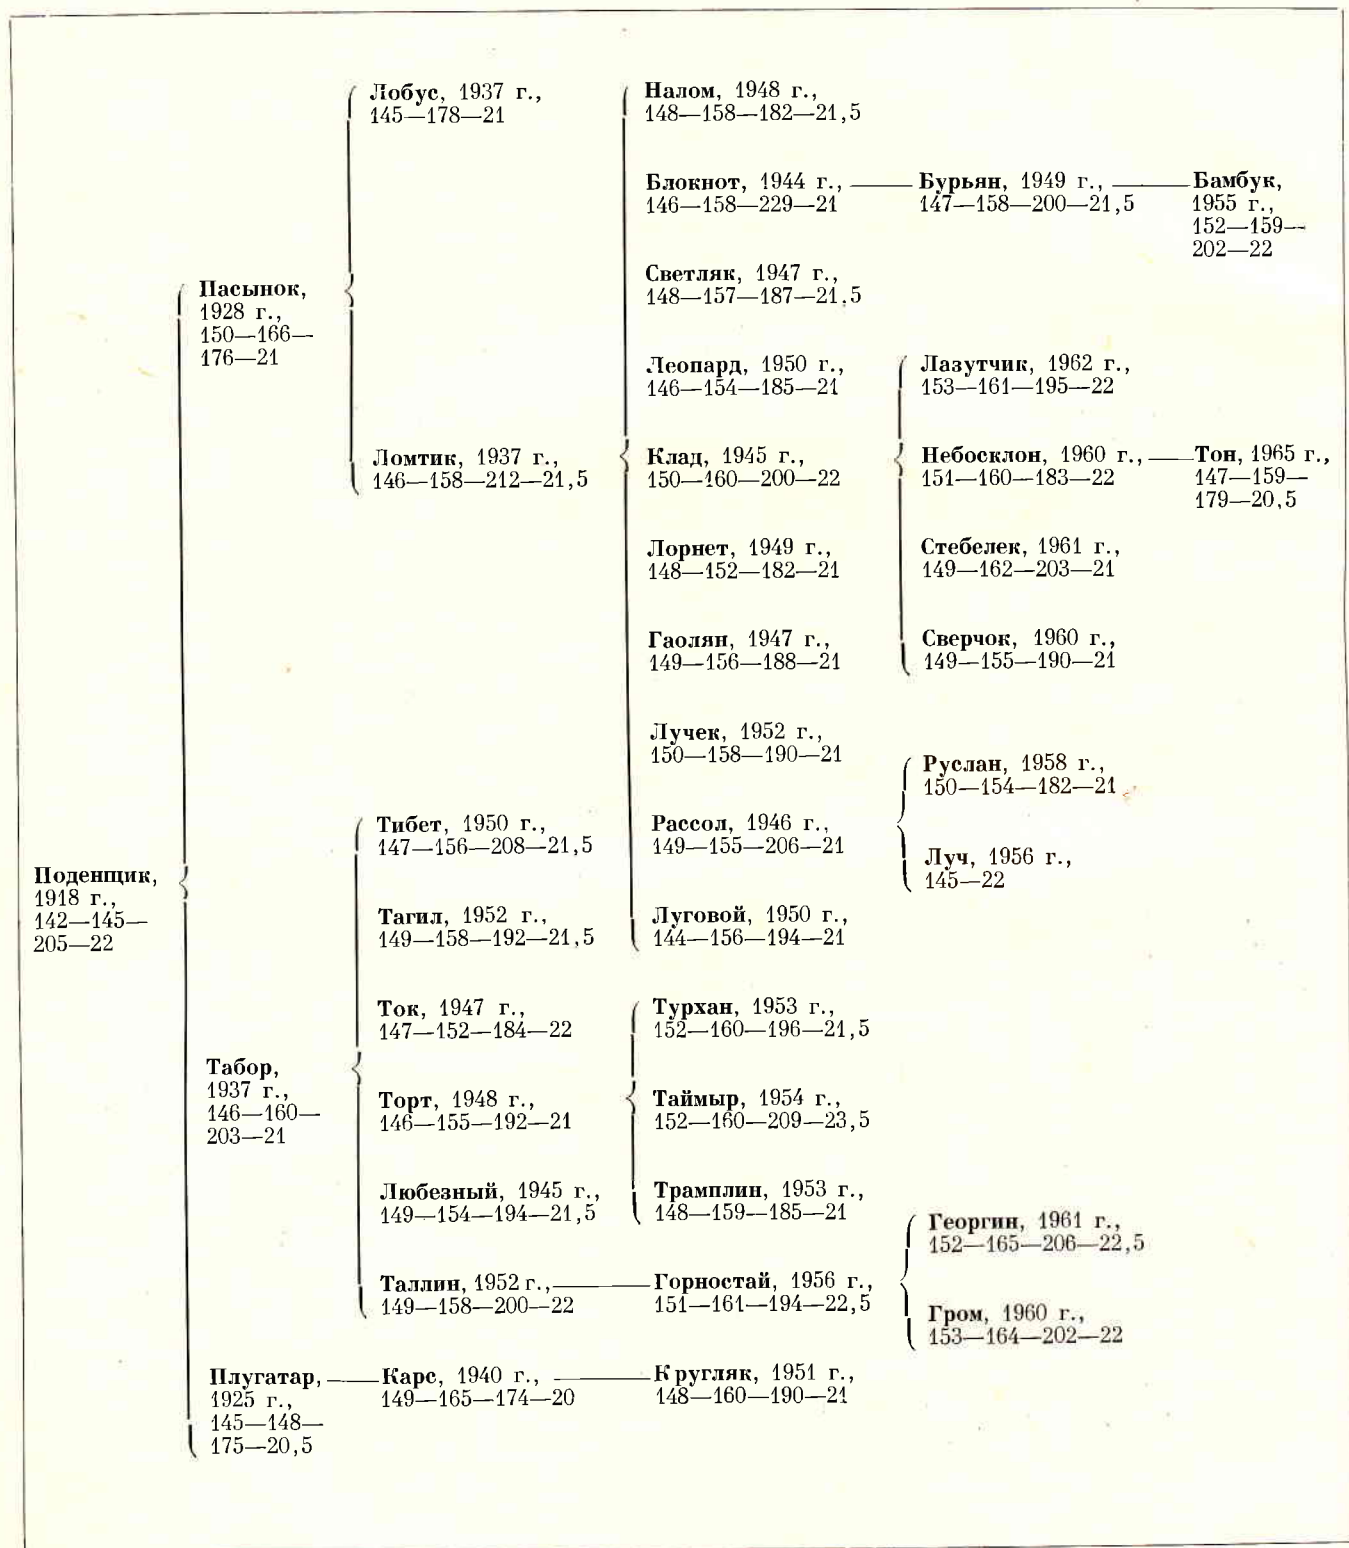 Лобус, 1937 г.,
145—178—21
Налом, 1948 г.,
148—158—182—21,5
Блокнот, 1944 г.,
146—158—229—21
Бурьян, 1949 г.,
147—158—200—21,5
Бамбук,
1955 г.,
152—159—
202—22
Светляк, 1947 г.,
148—157—187—21,5
Пасынок,
1928 г.,
150—166—
176—21
Леопард, 1950 г.,
146—154—185—21
Лазутчик, 1962 г.,
153—161—195—22
Ломтик, 1937 г.,
146—158—212—21,5
Клад, 1945 г.,
150—160—200—22
Небосклон, 1960 г.,
151—160—183—22
Тон, 1965 г.,
147—159—
179—20,5
Лорнет, 1949 г.,
148—152—182—21
Стебелек, 1961 г.,
149—162—203—21
Гаолян, 1947 г.,
149—156—188—21
Сверчок, 1960 г.,
149—155—190—21
Лучек, 1952 г.,
150—158—190—21
Руслан, 1958 г.,
150—154—182—21
Тибет, 1950 г.,
147—156—208—21,5
Рассол, 1946 г.,
149—155—206—21
Луч, 1956 г.,
145—22
Поденщик,
1918 г.,
142—145—
205—22
Тагил, 1952 г.,
149—158—192—21,5
Луговой, 1950 г.,
144—156—194—21
Ток, 1947 г.,
147—152—184—22
Турхан, 1953 г.,
152—160—196—21,5
Табор,
1937 г.,
146—160—
203—21
Торт, 1948 г.,
146—155—192—21
Таймыр, 1954 г.,
152—160—209—23,5
Любезный, 1945 г.,
149—154—194—21,5
Трамплин, 1953 г.,
148—159—185—21
Георгин, 1961 г.,
152—165—206—22,5
Таллин, 1952 г.,
149—158—200—22
Горностай, 1956 г.,
151—161—194—22,5
Гром, 1960 г.,
153—164—202—22
Плугатар,
1925 г.,
145—148—
175—20,5
Карс, 1940 г.,
149—165—174—20
Кругляк, 1951 г.,
148—160—190—21